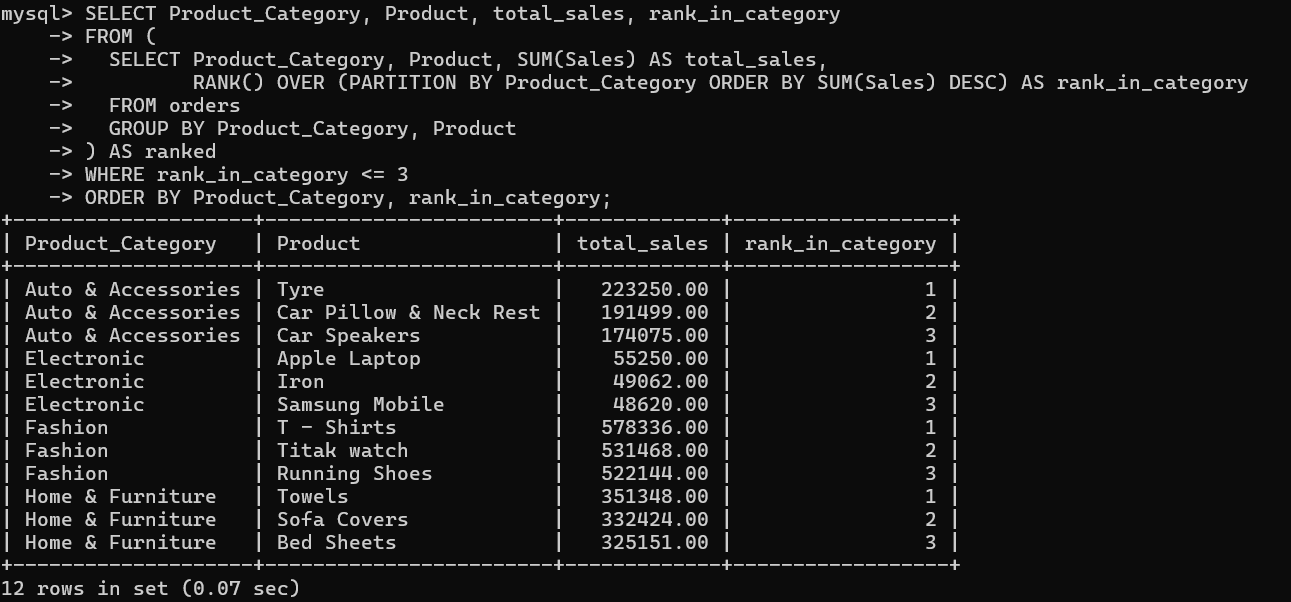 mysql> SELECT Product_Category, Product, total_sales, rank_in_category
    -> FROM (
    ->   SELECT Product_Category, Product, SUM(Sales) AS total_sales,
    ->          RANK() OVER (PARTITION BY Product_Category ORDER BY SUM(Sales) DESC) AS rank_in_category
    ->   FROM orders
    ->   GROUP BY Product_Category, Product
    -> ) AS ranked
    -> WHERE rank_in_category <= 3
    -> ORDER BY Product_Category, rank_in_category;
+--------------------+------------------------+-------------+------------------+
| Product_Category   | Product                | total_sales | rank_in_category |
+--------------------+------------------------+-------------+------------------+
| Auto & Accessories | Tyre                   |   223250.00 |                1 |
| Auto & Accessories | Car Pillow & Neck Rest |   191499.00 |                2 |
| Auto & Accessories | Car Speakers           |   174075.00 |                3 |
| Electronic         | Apple Laptop           |    55250.00 |                1 |
| Electronic         | Iron                   |    49062.00 |                2 |
| Electronic         | Samsung Mobile         |    48620.00 |                3 |
| Fashion            | T - Shirts             |   578336.00 |                1 |
| Fashion            | Titak watch            |   531468.00 |                2 |
| Fashion            | Running Shoes          |   522144.00 |                3 |
| Home & Furniture   | Towels                 |   351348.00 |                1 |
| Home & Furniture   | Sofa Covers            |   332424.00 |                2 |
| Home & Furniture   | Bed Sheets             |   325151.00 |                3 |
+--------------------+------------------------+-------------+------------------+
12 rows in set (0.07 sec)